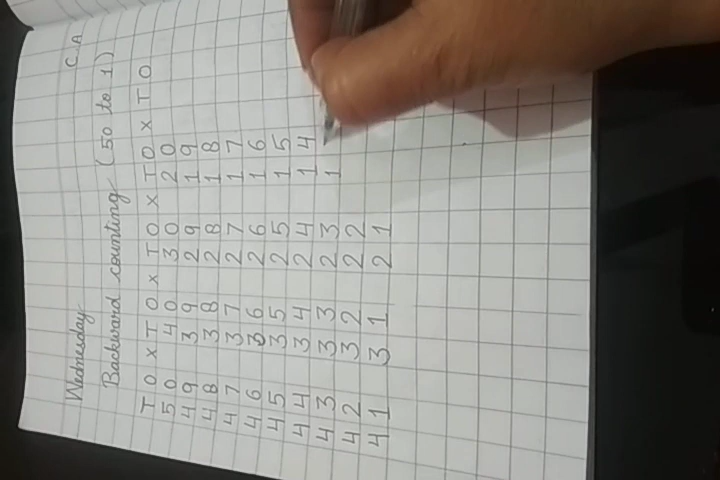 Wednesday C.A
Backward counting (50 to 1)
T O x T O x T O x T O x T O
5 0 4 0 3 0 2 0
4 9 3 9 2 9 1 9
4 8 3 8 2 8 1 8
4 7 3 7 2 7 1 7
4 6 3 6 2 6 1 6
4 5 3 5 2 5 1 5
4 4 3 4 2 4 1 4
4 3 3 3 2 3 1
4 2 3 2 2 2
4 1 3 1 2 1